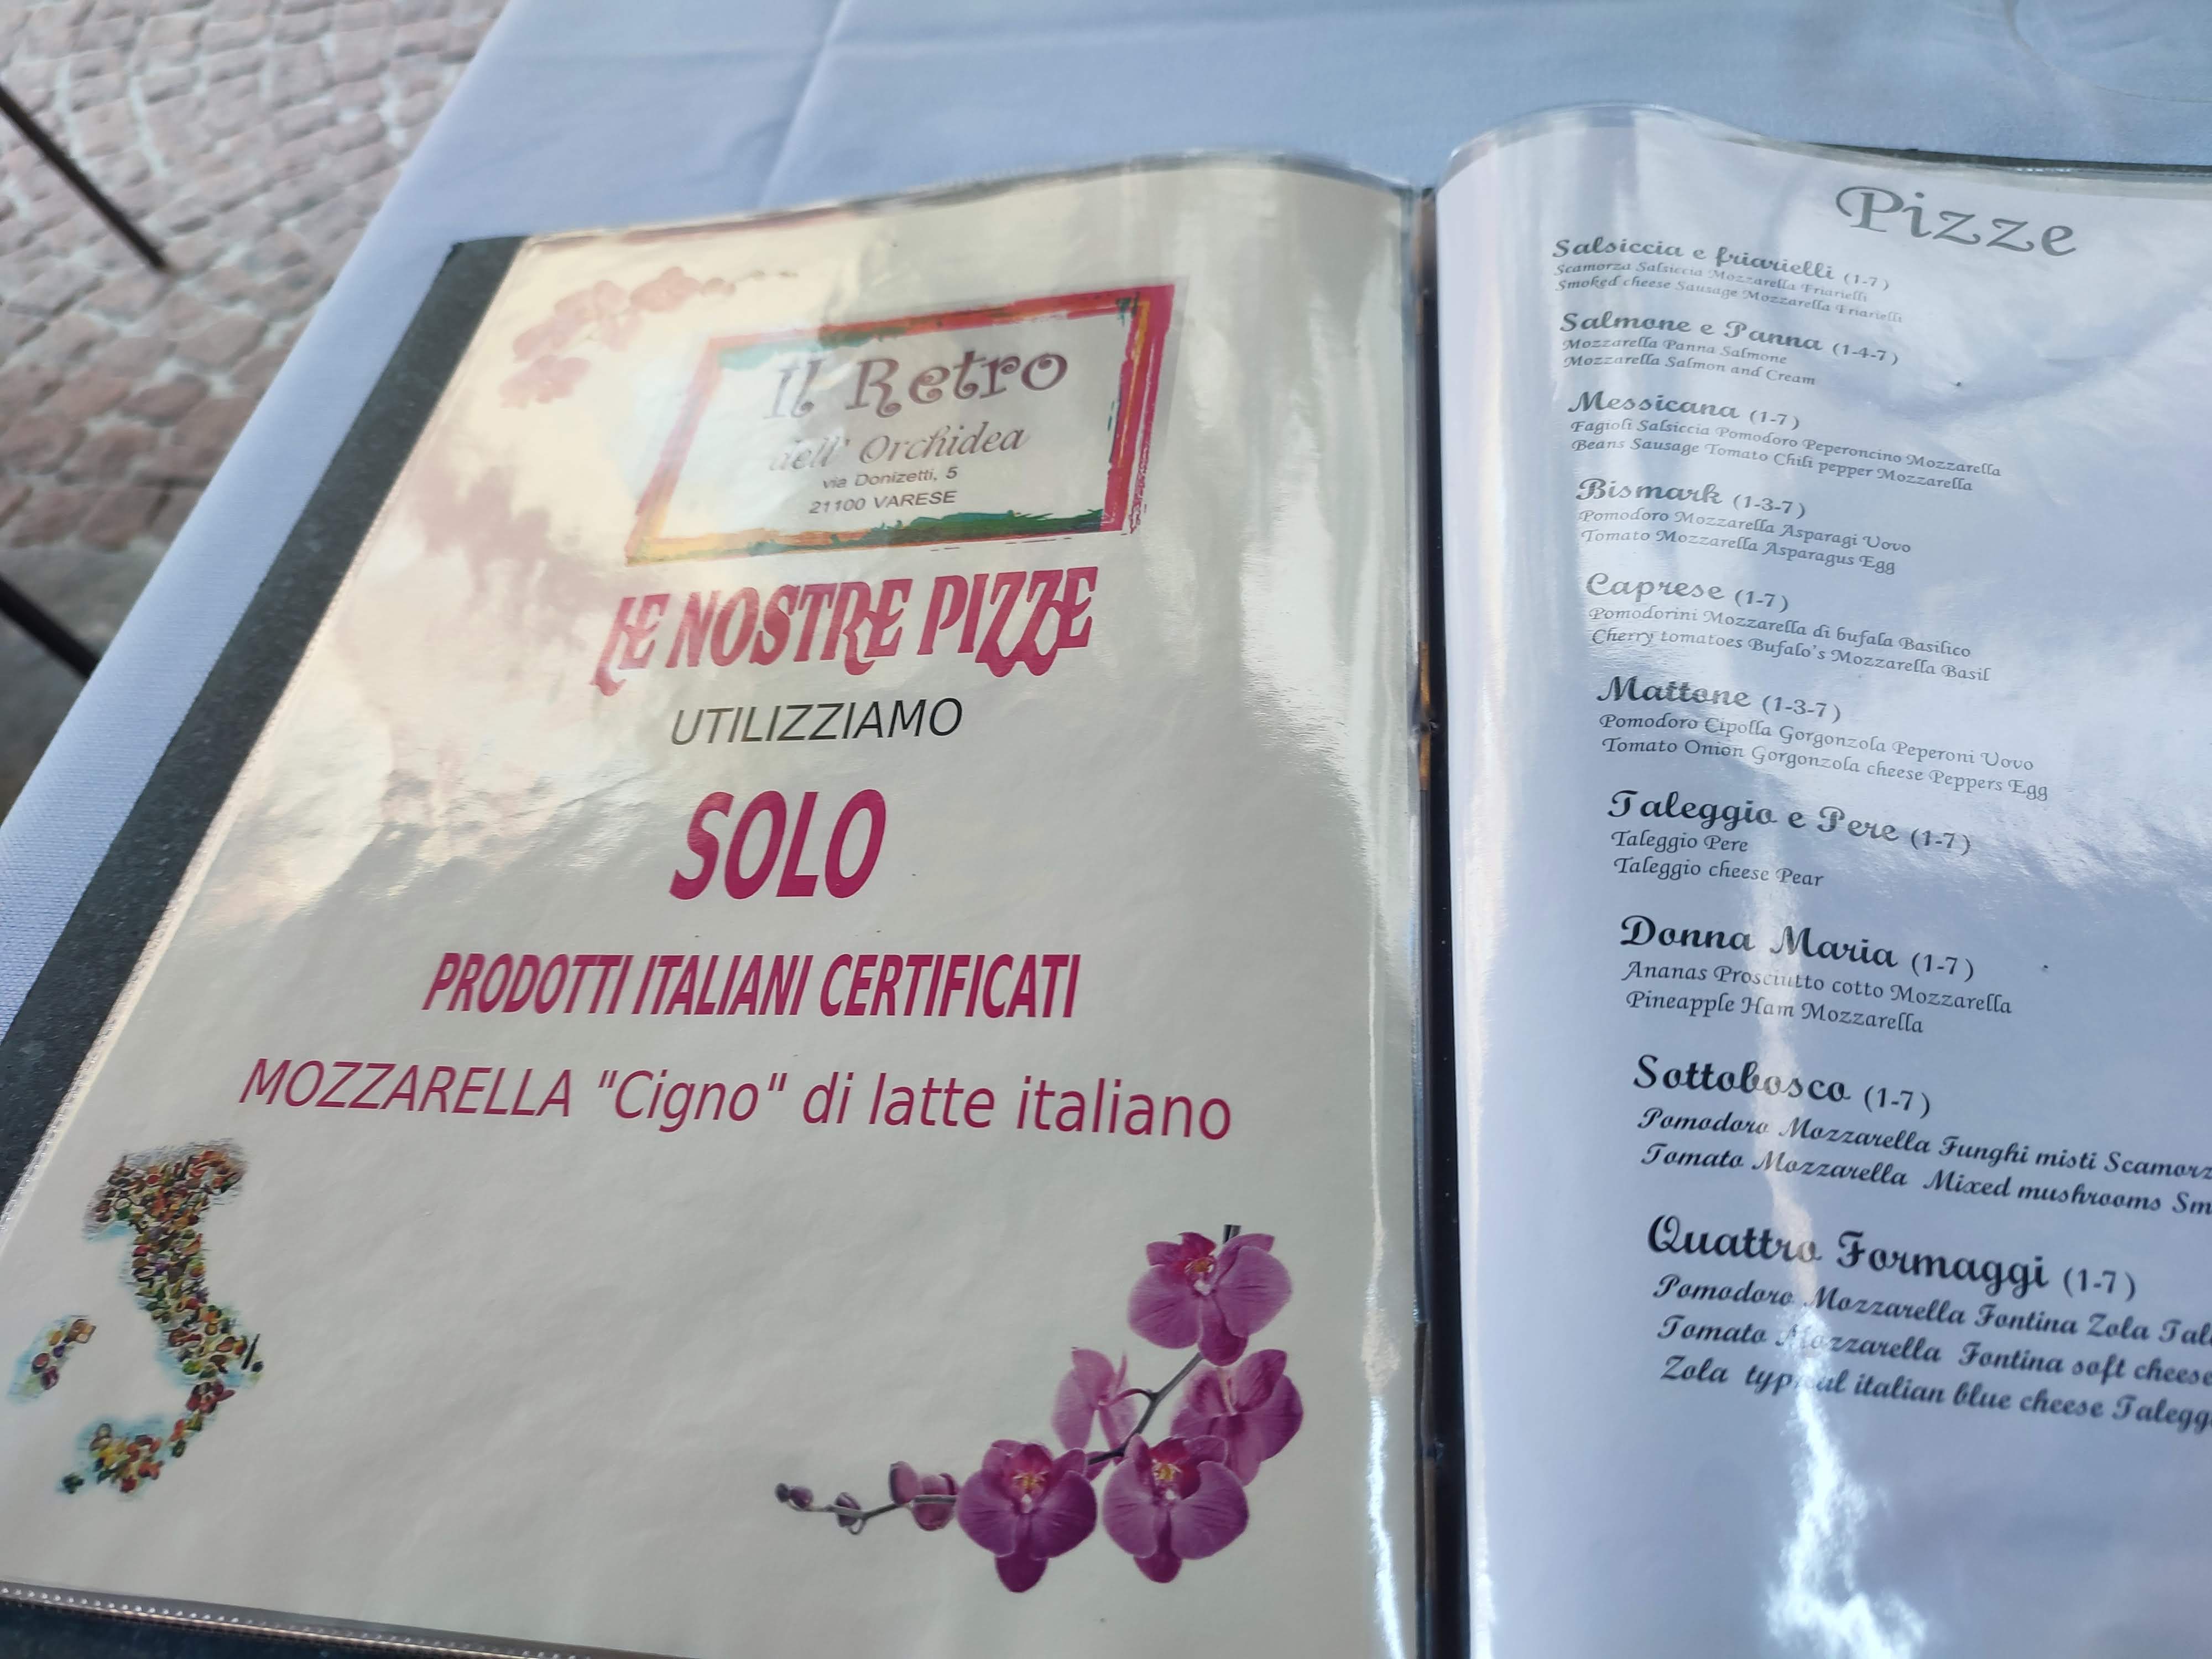 Il Retro
dell' Orchidea
via Donizetti, 5
21100 VARESE
LE NOSTRE PIZZE
UTILIZZIAMO
SOLO
PRODOTTI ITALIANI CERTIFICATI
MOZZARELLA "Cigno" di latte italiano
Pizze
Salsiccia e friarielli (1-7)
Scamorza Salsiccia Mozzarella Friarielli
Smoked cheese Sausage Mozzarella Friarielli
Salmone e Panna (1-4-7)
Mozzarella Panna Salmone
Mozzarella Salmon and Cream
Messicana (1-7)
Fagioli Salsiccia Pomodoro Peperoncino Mozzarella
Beans Sausage Tomato Chili pepper Mozzarella
Bismark (1-3-7)
Pomodoro Mozzarella Asparagi Uovo
Tomato Mozzarella Asparagus Egg
Caprese (1-7)
Pomodorini Mozzarella di bufala Basilico
Cherry tomatoes Bufalo's Mozzarella Basil
Mattone (1-3-7)
Pomodoro Cipolla Gorgonzola Peperoni Uovo
Tomato Onion Gorgonzola cheese Peppers Egg
Taleggio e Pere (1-7)
Taleggio Pere
Taleggio cheese Pear
Donna Maria (1-7)
Ananas Prosciutto cotto Mozzarella
Pineapple Ham Mozzarella
Sottobosco (1-7)
Pomodoro Mozzarella Funghi misti Scamorz
Tomato Mozzarella Mixed mushrooms Sm
Quattro Formaggi (1-7)
Pomodoro Mozzarella Fontina Zola Tal
Tomato Mozzarella Fontina soft cheese
Zola typical italian blue cheese Talegg